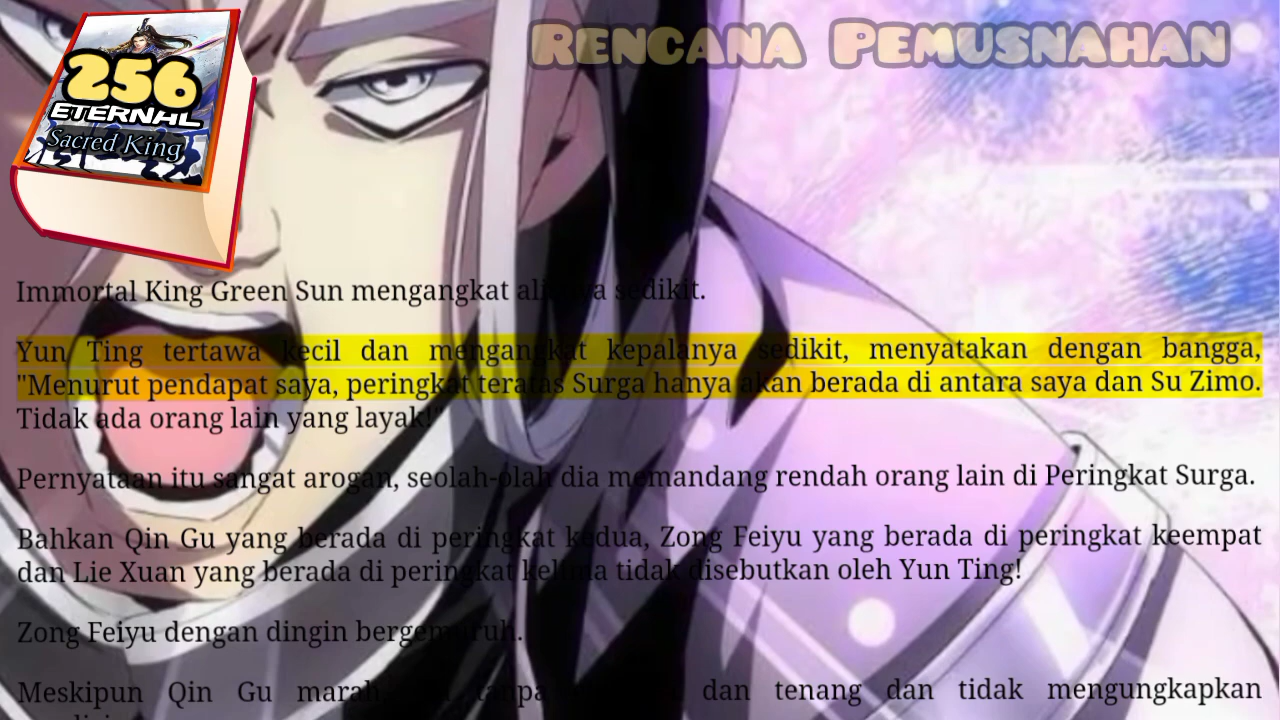 RENCANA PEMUSNAHAN
256
ETERNAL
Sacred King
Immortal King Green Sun mengangkat alisnya sedikit.
Yun Ting tertawa kecil dan mengangkat kepalanya sedikit, menyatakan dengan bangga,
"Menurut pendapat saya, peringkat teratas Surga hanya akan berada di antara saya dan Su Zimo.
Tidak ada orang lain yang layak!"
Pernyataan itu sangat arogan, seolah-olah dia memandang rendah orang lain di Peringkat Surga.
Bahkan Qin Gu yang berada di peringkat kedua, Zong Feiyu yang berada di peringkat keempat
dan Lie Xuan yang berada di peringkat kelima tidak disebutkan oleh Yun Ting!
Zong Feiyu dengan dingin bergemuruh.
Meskipun Qin Gu marah, tanpa dan tenang dan tidak mengungkapkan